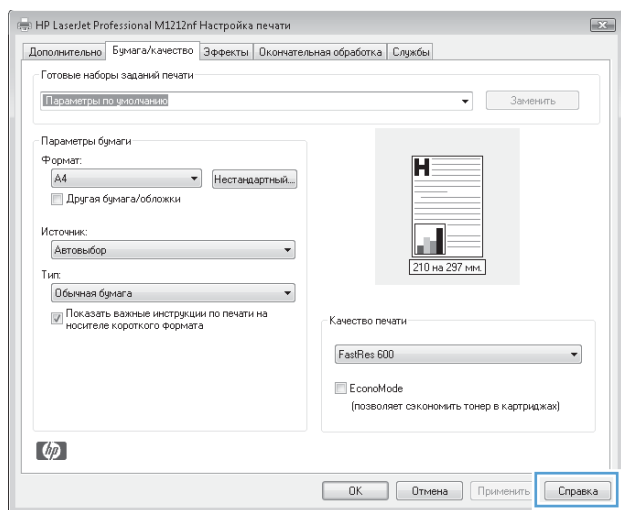 HP LaserJet Professional M1212nf Настройка печати
Дополнительно Бумага/качество Эффекты Окончательная обработка Службы
Готовые наборы заданий печати
Параметры по умолчанию Заменить
Параметры бумаги
Формат:
A4 Нестандартный...
Другая бумага/обложки
Источник:
Автовыбор
Тип:
Обычная бумага
Показать важные инструкции по печати на
носителе короткого формата
H
210 на 297 мм.
Качество печати
FastRes 600
EconoMode
(позволяет сэкономить тонер в картриджах)
hp
OK Отмена Применить Справка